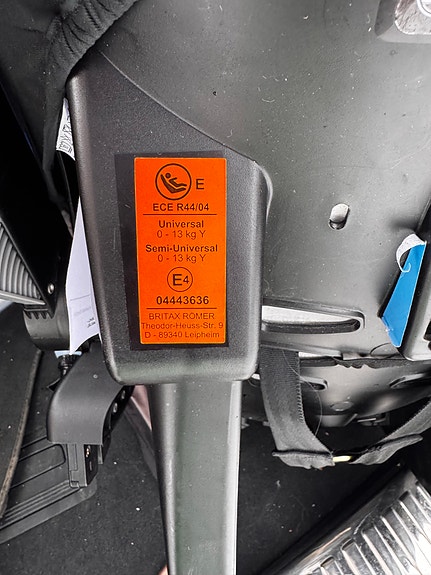 E
ECE R44/04
Universal
0 - 13 kg Y
Semi-Universal
0 - 13 kg Y
E4
04443636
BRITAX RÖMER
Theodor-Heuss-Str. 9
D - 89340 Leipheim